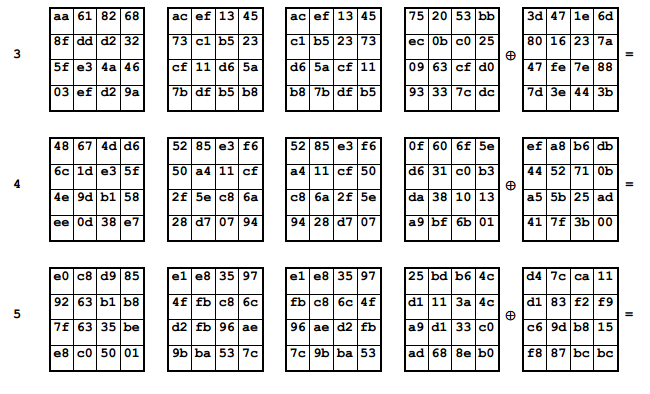 aa 61 82 68 ac ef 13 45 ac ef 13 45 75 20 53 bb 3d 47 1e 6d
8f dd d2 32 73 c1 b5 23 c1 b5 23 73 ec 0b c0 25 80 16 23 7a
3 ⊕ =
5f e3 4a 46 cf 11 d6 5a d6 5a cf 11 09 63 cf d0 47 fe 7e 88
03 ef d2 9a 7b df b5 b8 b8 7b df b5 93 33 7c dc 7d 3e 44 3b
48 67 4d d6 52 85 e3 f6 52 85 e3 f6 0f 60 6f 5e ef a8 b6 db
6c 1d e3 5f 50 a4 11 cf a4 11 cf 50 d6 31 c0 b3 44 52 71 0b
4 ⊕ =
4e 9d b1 58 2f 5e c8 6a c8 6a 2f 5e da 38 10 13 a5 5b 25 ad
ee 0d 38 e7 28 d7 07 94 94 28 d7 07 a9 bf 6b 01 41 7f 3b 00
e0 c8 d9 85 e1 e8 35 97 e1 e8 35 97 25 bd b6 4c d4 7c ca 11
92 63 b1 b8 4f fb c8 6c fb c8 6c 4f d1 11 3a 4c d1 83 f2 f9
5 ⊕ =
7f 63 35 be d2 fb 96 ae 96 ae d2 fb a9 d1 33 c0 c6 9d b8 15
e8 c0 50 01 9b ba 53 7c 7c 9b ba 53 ad 68 8e b0 f8 87 bc bc